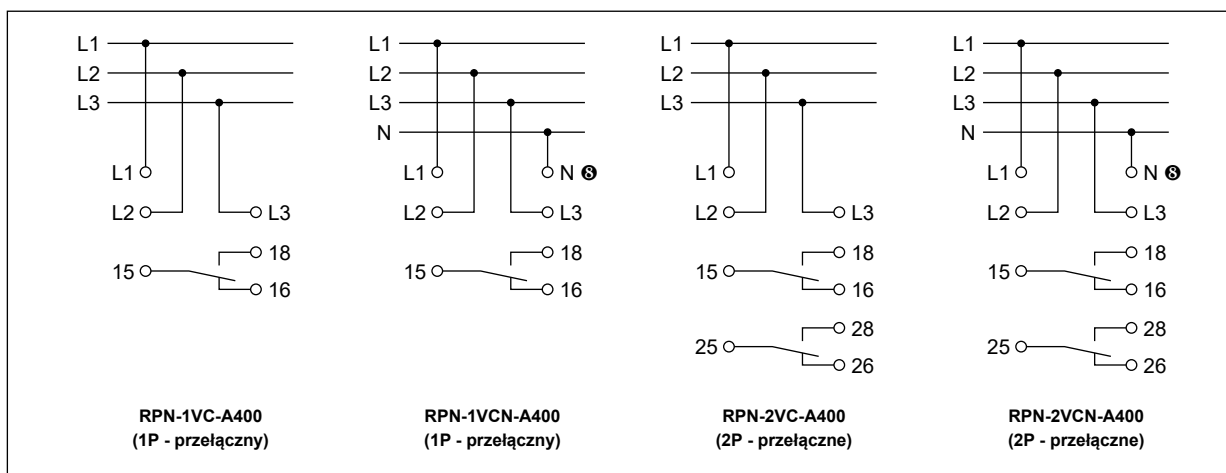 L1
L2
L3
L1
L2
L3
15
18
16
RPN-1VC-A400
(1P - przełączny)
L1
L2
L3
N
L1
N ❽
L2
L3
15
18
16
RPN-1VCN-A400
(1P - przełączny)
L1
L2
L3
L1
L2
L3
15
18
16
25
28
26
RPN-2VC-A400
(2P - przełączne)
L1
L2
L3
N
L1
N ❽
L2
L3
15
18
16
25
28
26
RPN-2VCN-A400
(2P - przełączne)